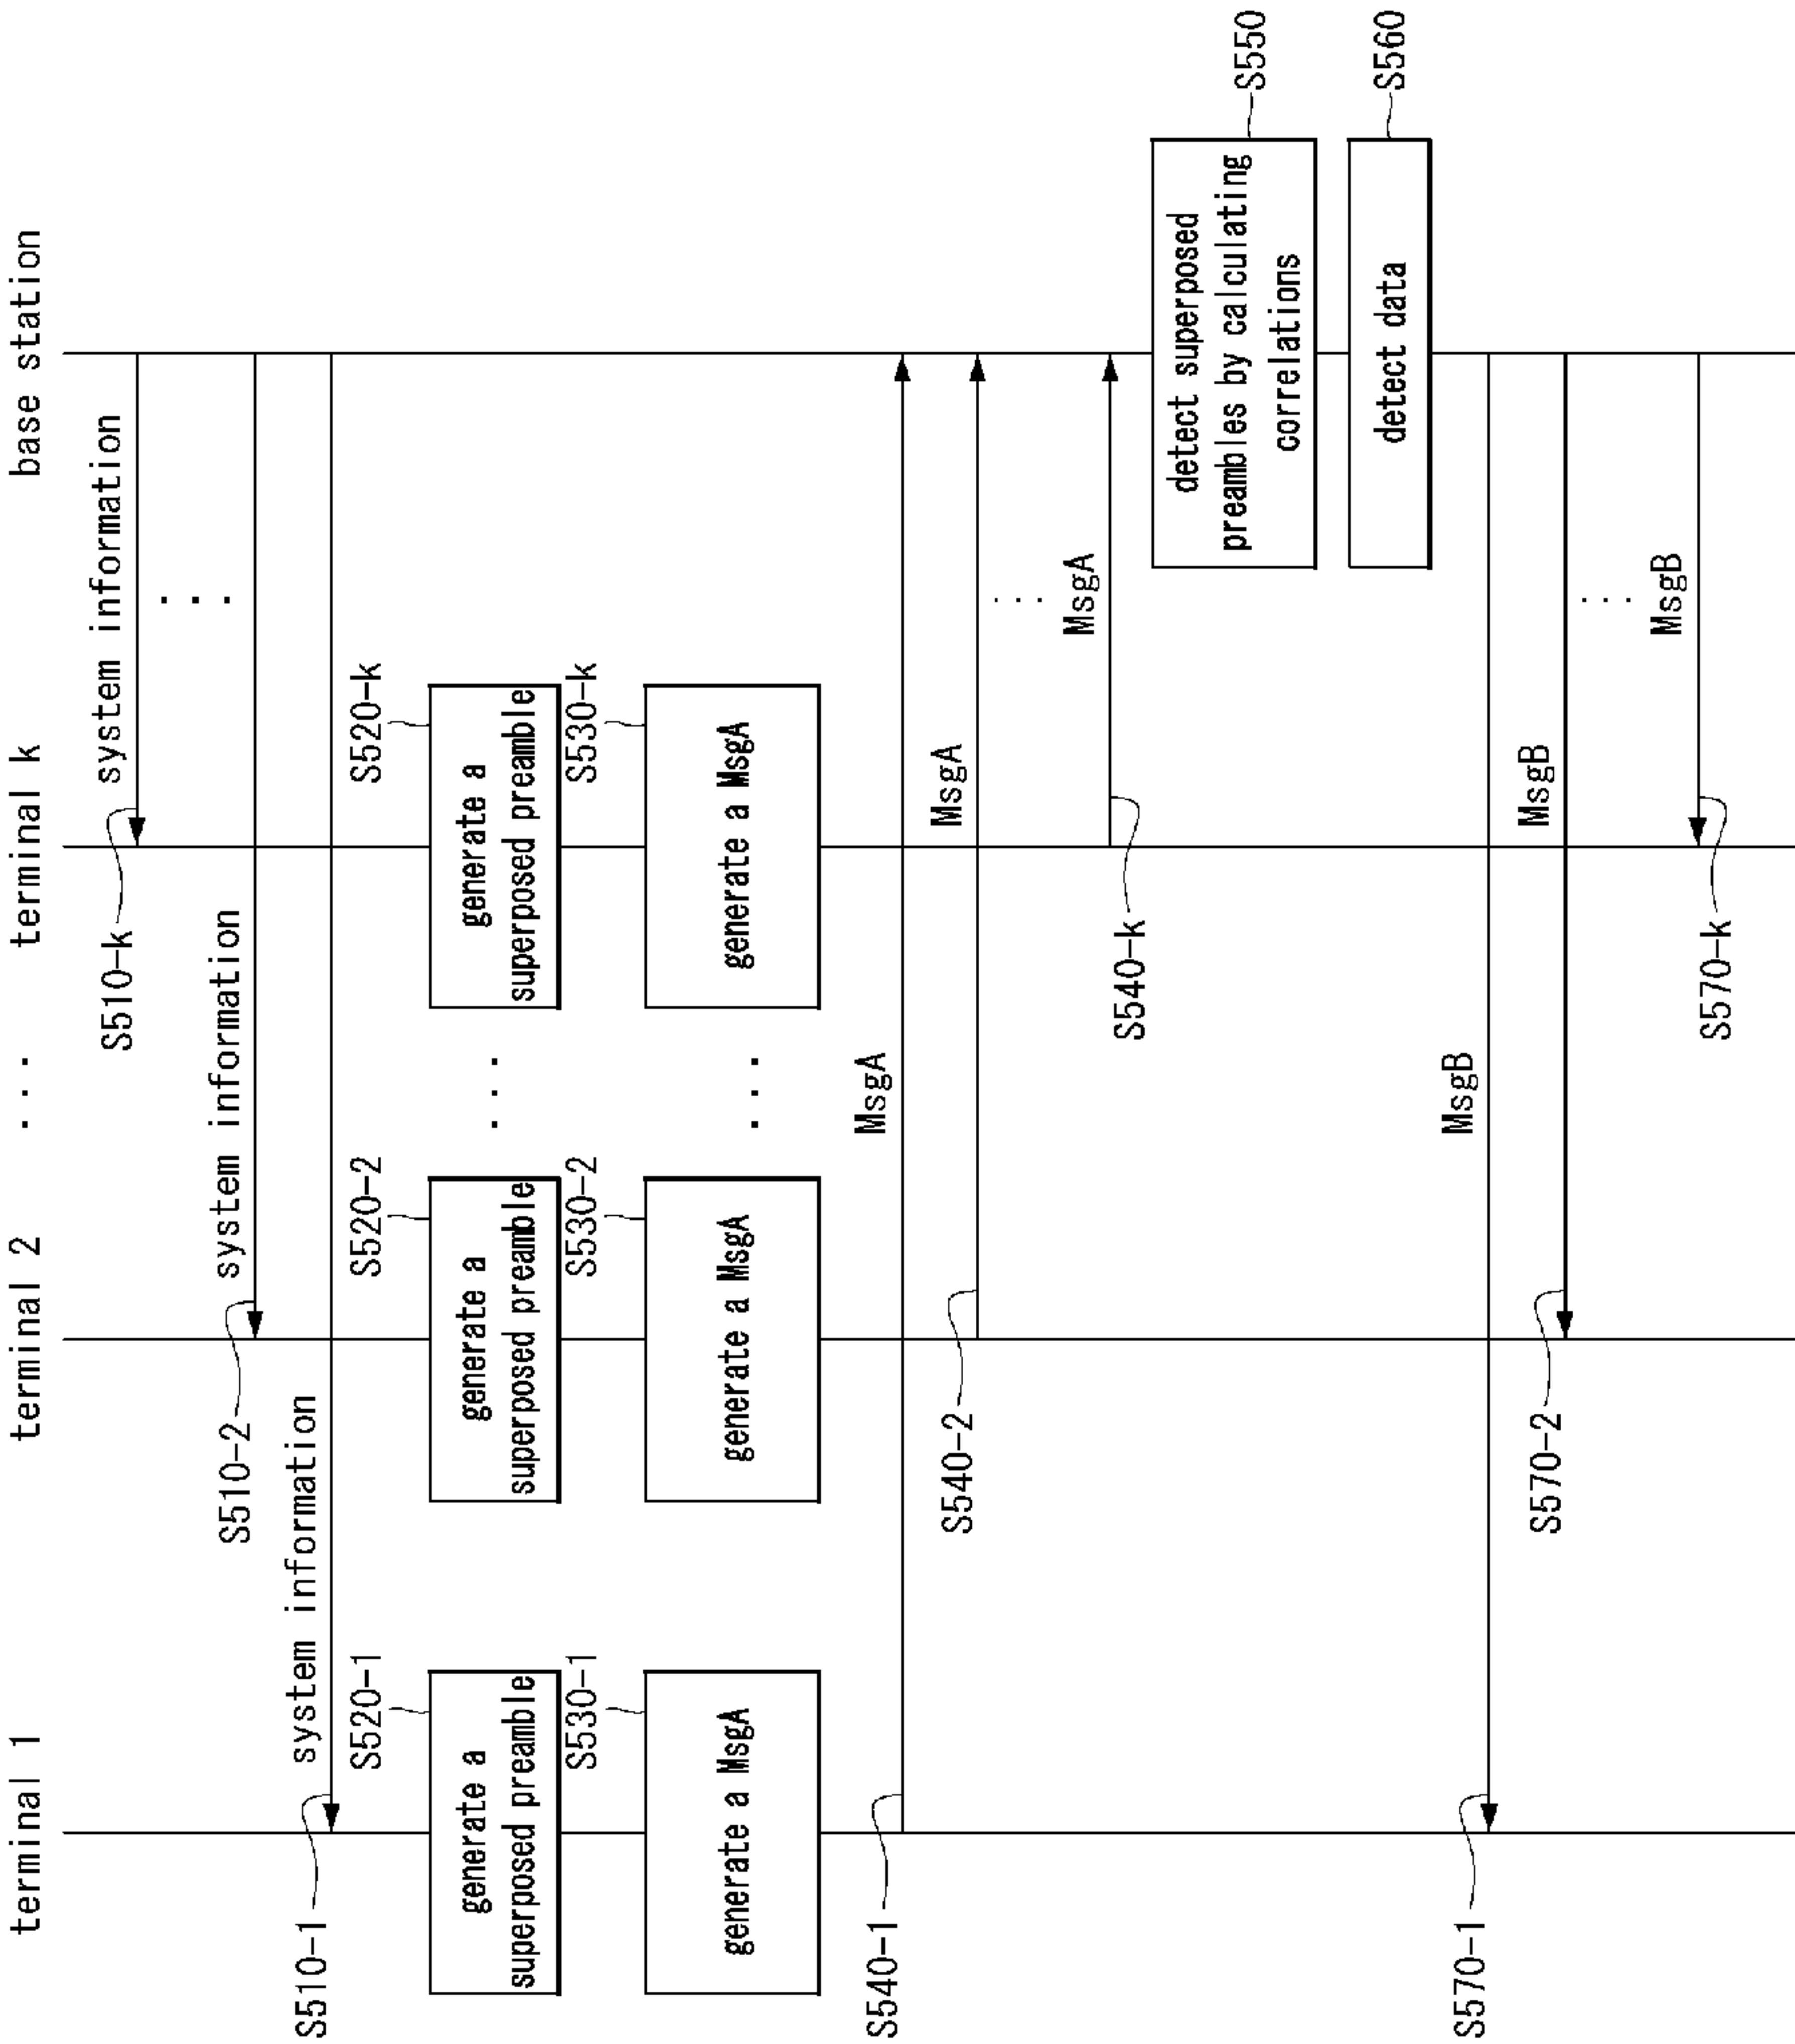 terminal 1
terminal 2
. . .
terminal k
base station
system information
S510-k
. . .
system information
S510-2
system information
S510-1
S520-1
generate a
superposed preamble
S520-2
generate a
superposed preamble
. . .
S520-k
generate a
superposed preamble
S530-1
generate a MsgA
S530-2
generate a MsgA
. . .
S530-k
generate a MsgA
MsgA
S540-1
MsgA
S540-2
. . .
MsgA
S540-k
detect superposed
preambles by calculating
correlations
S550
detect data
S560
MsgB
S570-1
MsgB
S570-2
. . .
MsgB
S570-k